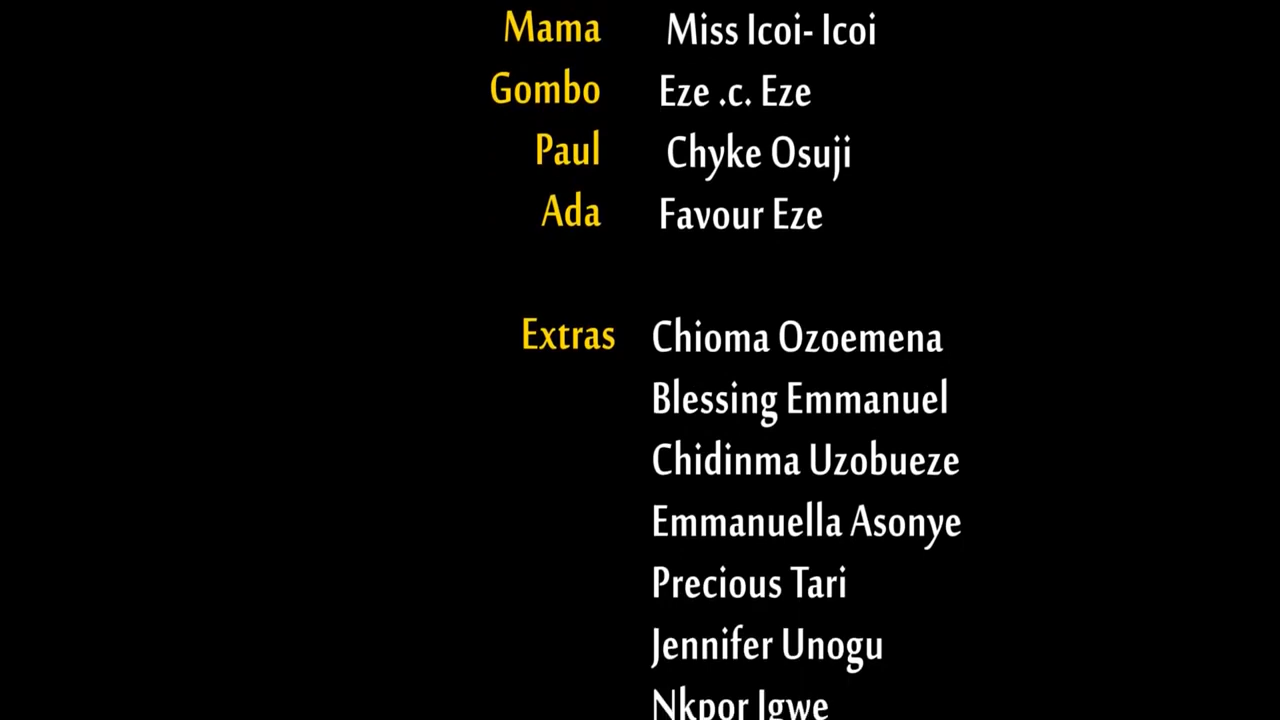 Mama Miss Icoi- Icoi
Gombo Eze .c. Eze
Paul Chyke Osuji
Ada Favour Eze
Extras Chioma Ozoemena
Blessing Emmanuel
Chidinma Uzobueze
Emmanuella Asonye
Precious Tari
Jennifer Unogu
Nkpor Igwe